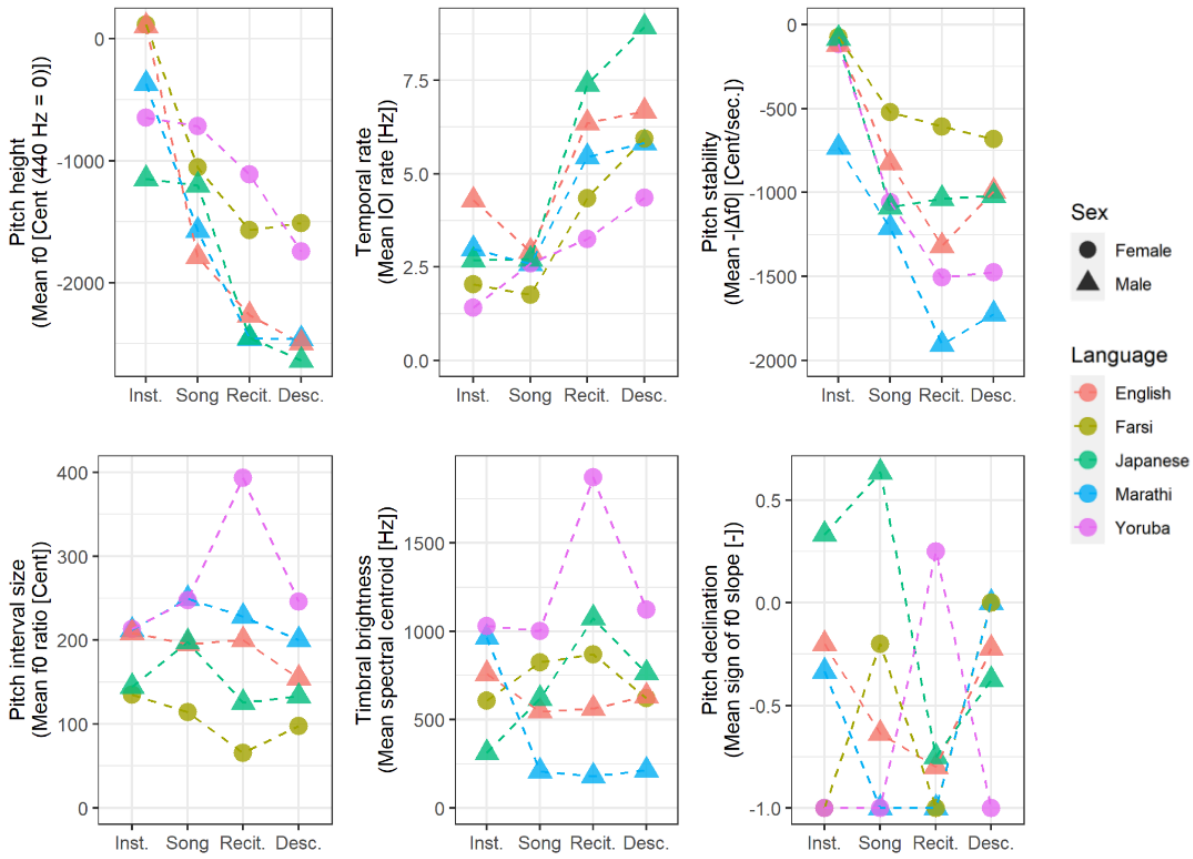 Pitch height
(Mean f0 [Cent (440 Hz = 0)])
0
-1000
-2000
Inst. Song Recit. Desc.
Temporal rate
(Mean IOI rate [Hz])
7.5
5.0
2.5
0.0
Inst. Song Recit. Desc.
Pitch stability
(Mean -|Δf0| [Cent/sec.])
0
-500
-1000
-1500
-2000
Inst. Song Recit. Desc.
Pitch interval size
(Mean f0 ratio [Cent])
400
300
200
100
0
Inst. Song Recit. Desc.
Timbral brightness
(Mean spectral centroid [Hz])
1500
1000
500
0
Inst. Song Recit. Desc.
Pitch declination
(Mean sign of f0 slope [-])
0.5
0.0
-0.5
-1.0
Inst. Song Recit. Desc.
Sex
Female
Male
Language
English
Farsi
Japanese
Marathi
Yoruba